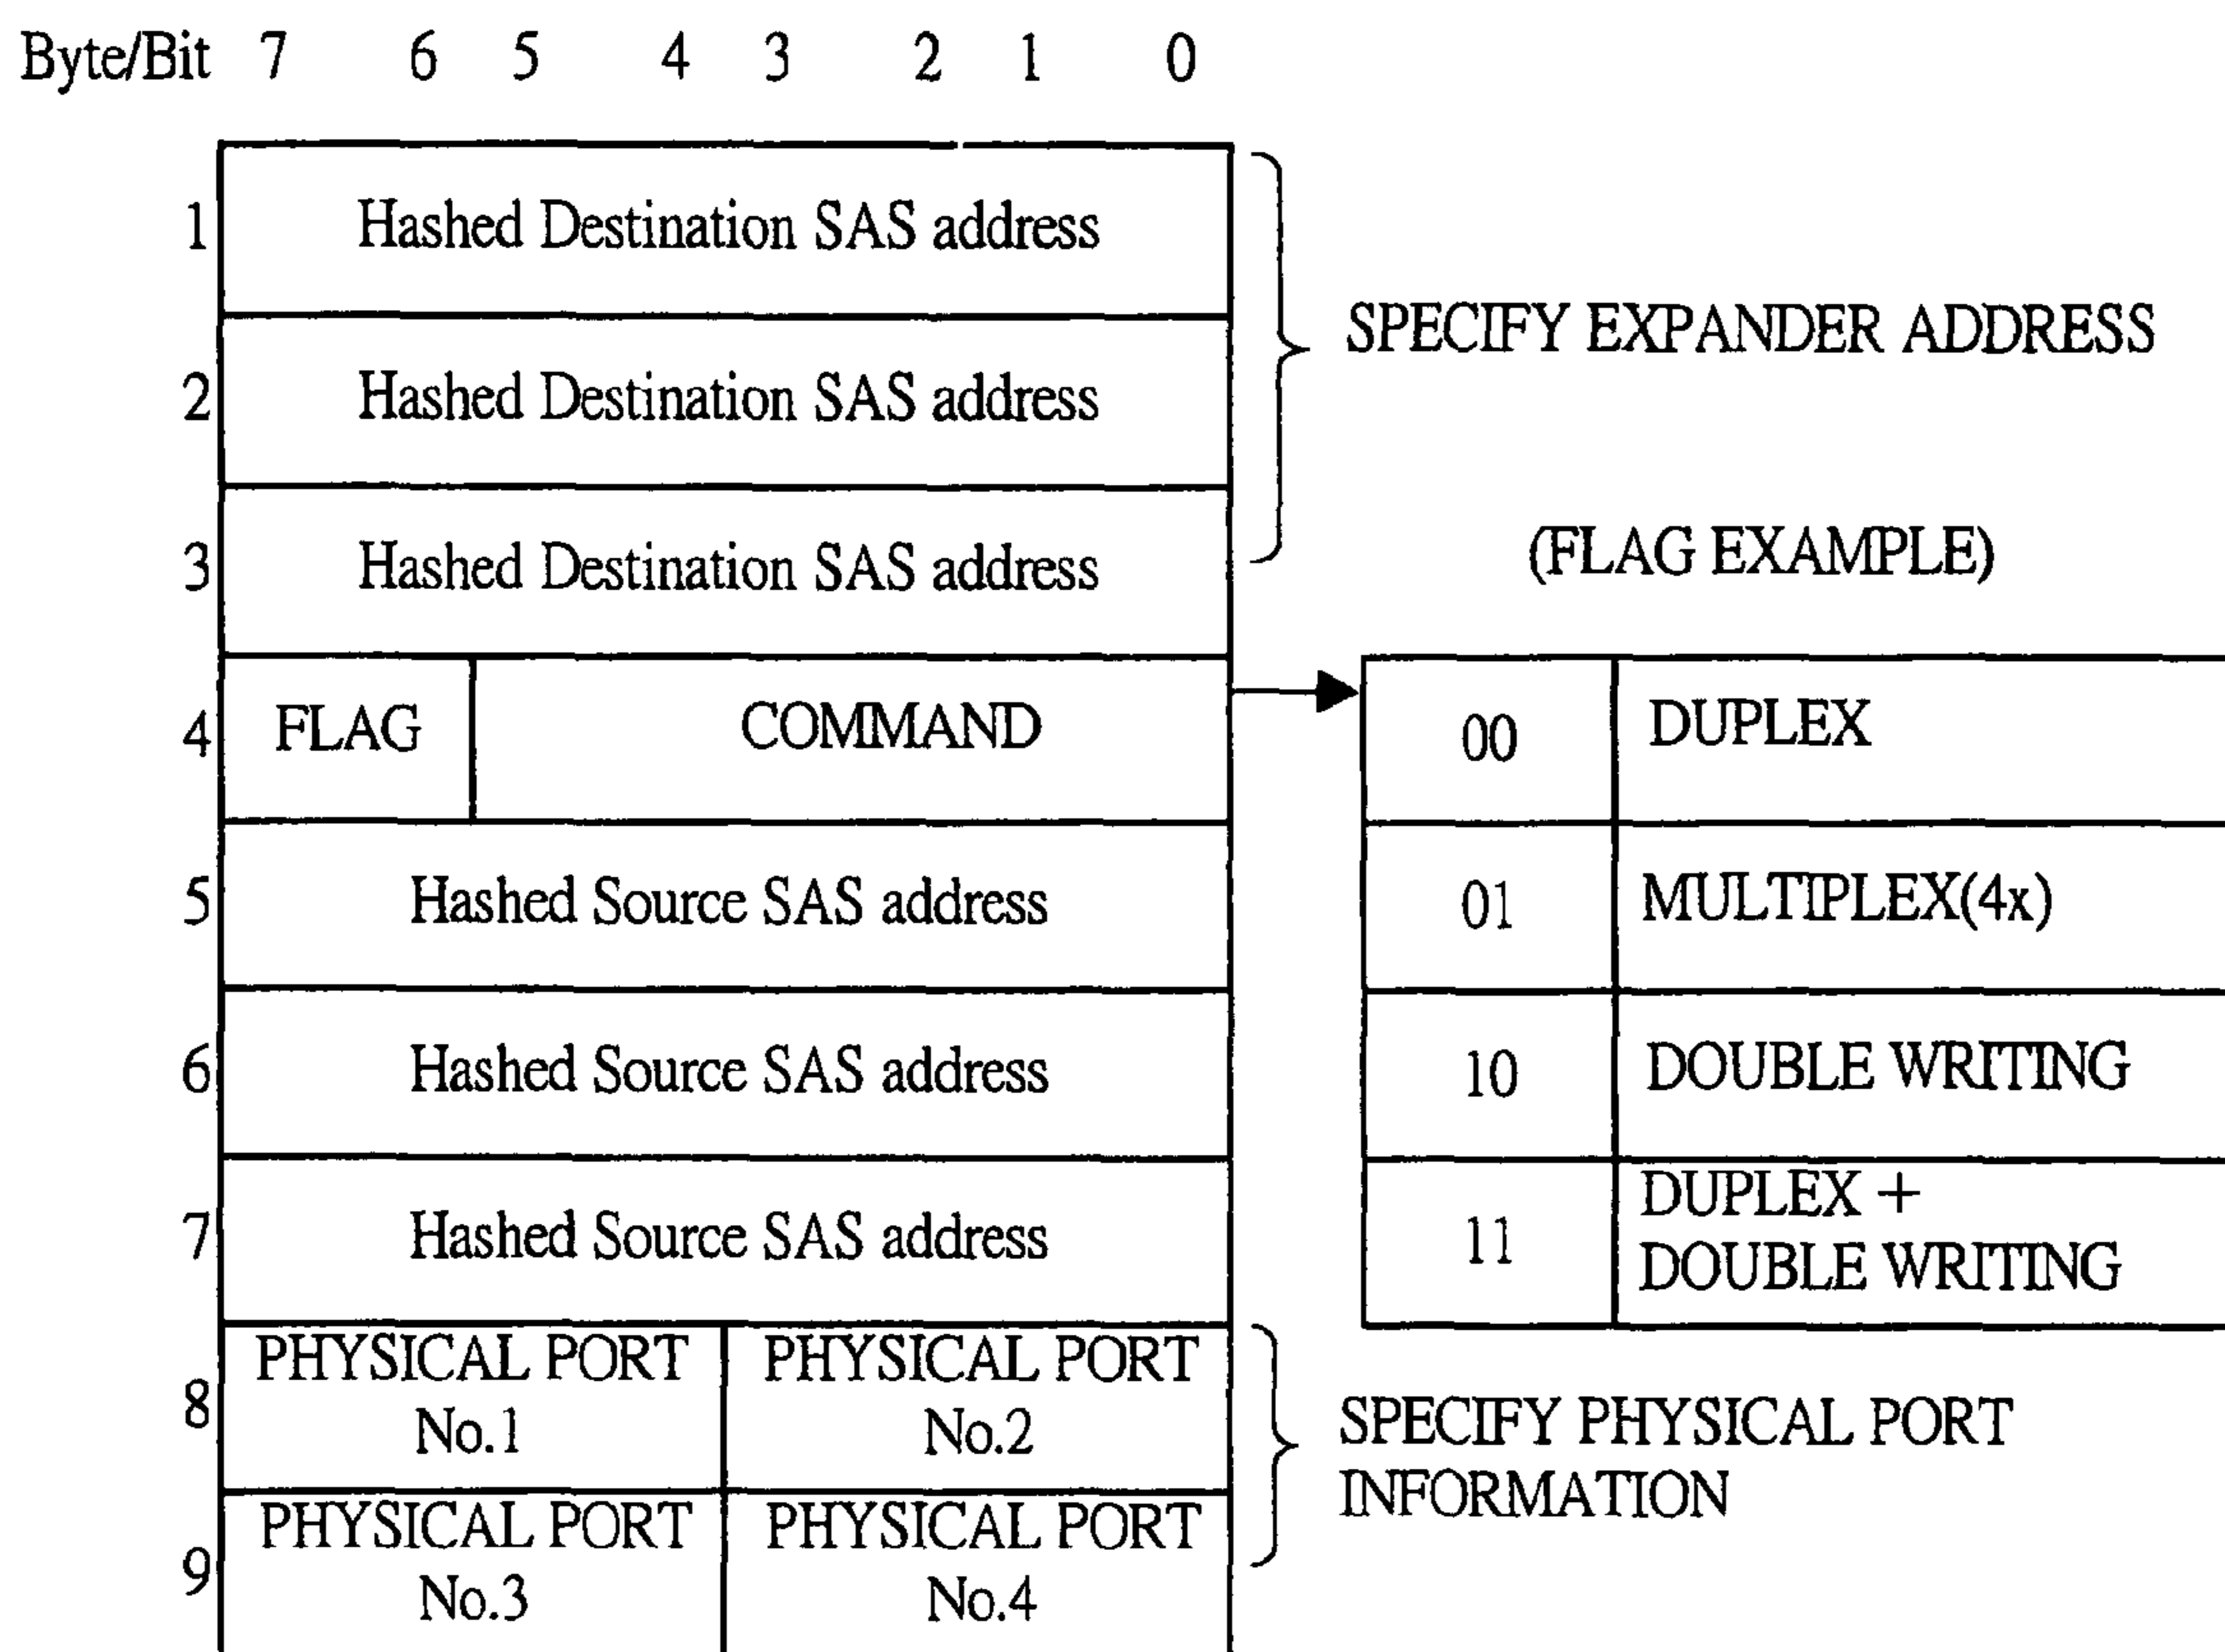 Byte/Bit 7 6 5 4 3 2 1 0
1 Hashed Destination SAS address
2 Hashed Destination SAS address
3 Hashed Destination SAS address
SPECIFY EXPANDER ADDRESS
4 FLAG COMMAND
5 Hashed Source SAS address
6 Hashed Source SAS address
7 Hashed Source SAS address
8 PHYSICAL PORT No.1 PHYSICAL PORT No.2
9 PHYSICAL PORT No.3 PHYSICAL PORT No.4
SPECIFY PHYSICAL PORT
INFORMATION
(FLAG EXAMPLE)
00 DUPLEX
01 MULTIPLEX(4x)
10 DOUBLE WRITING
11 DUPLEX +
DOUBLE WRITING